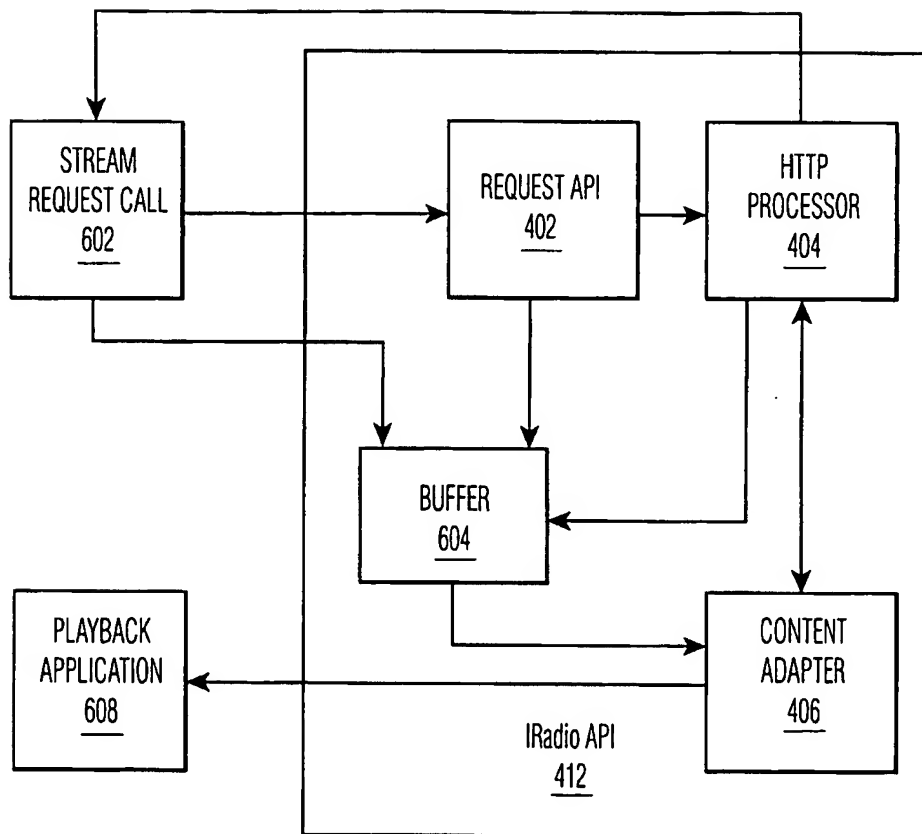 STREAM
REQUEST CALL
602
REQUEST API
402
HTTP
PROCESSOR
404
BUFFER
604
PLAYBACK
APPLICATION
608
CONTENT
ADAPTER
406
IRadio API
412